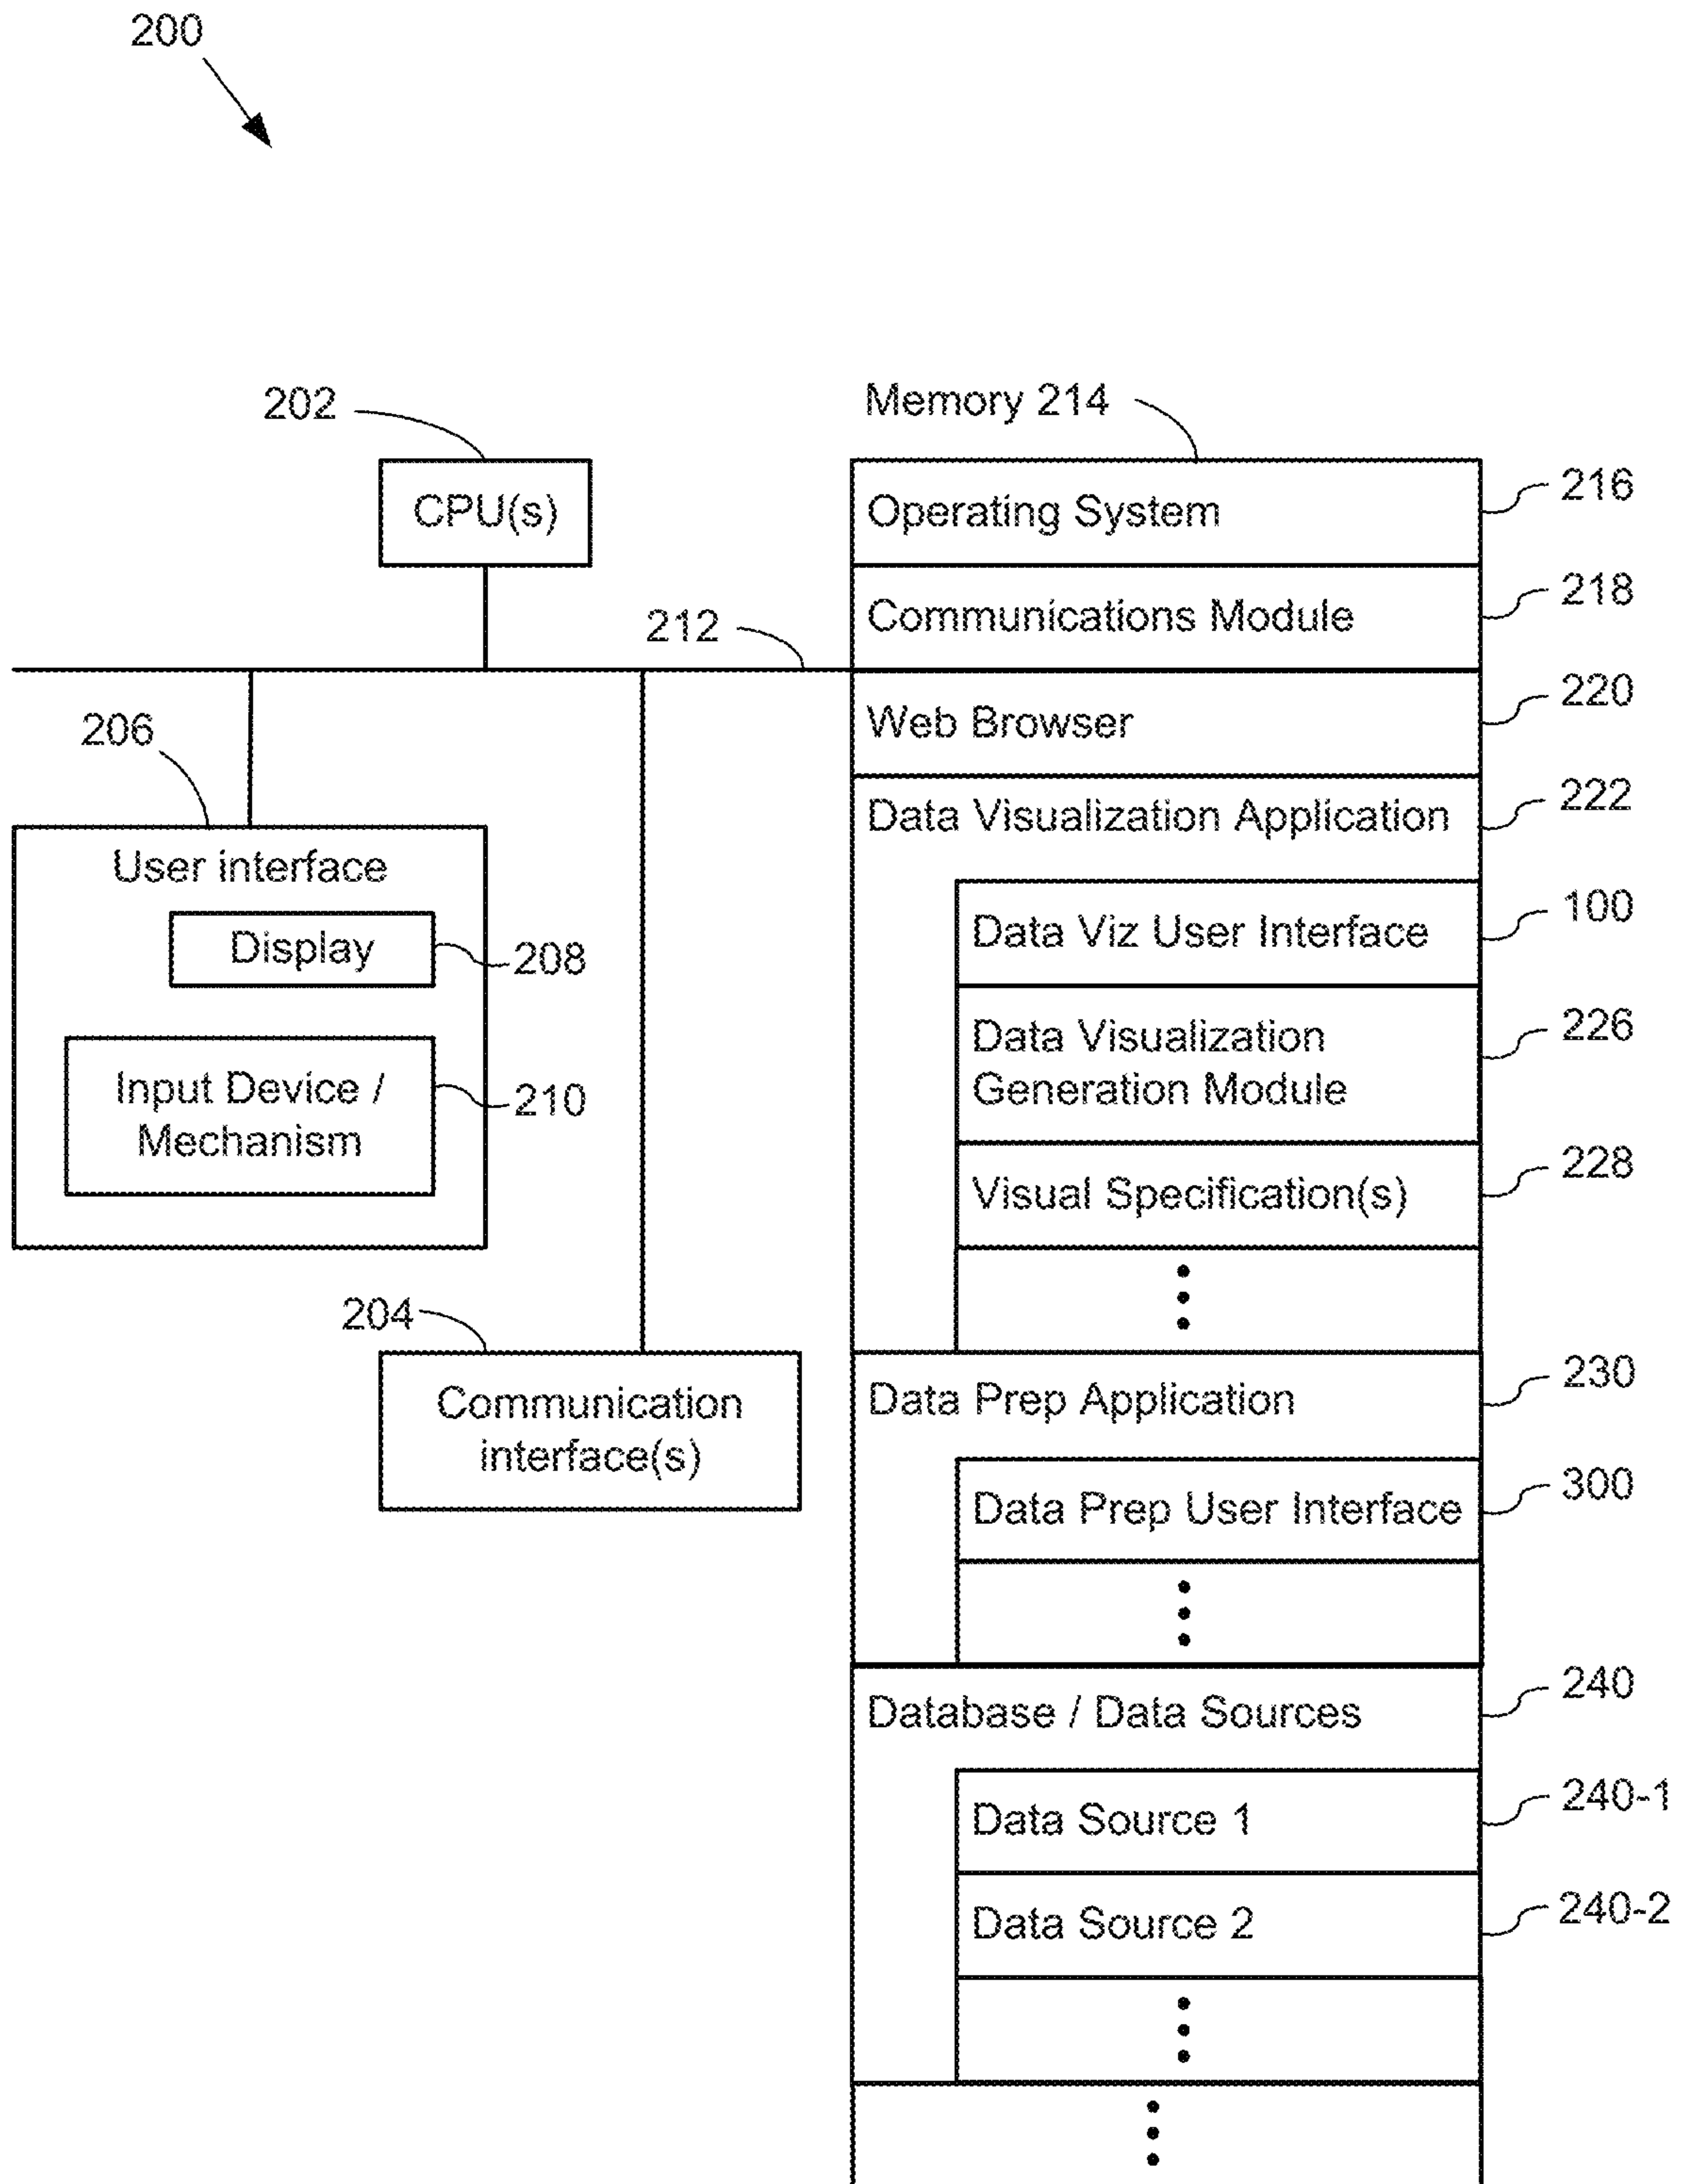 200
202
CPU(s)
Memory 214
Operating System
216
Communications Module
218
212
Web Browser
220
206
User interface
Display
208
Input Device /
Mechanism
210
204
Communication
interface(s)
Data Visualization Application
222
Data Viz User Interface
100
Data Visualization
Generation Module
226
Visual Specification(s)
228
Data Prep Application
230
Data Prep User Interface
300
Database / Data Sources
240
Data Source 1
240-1
Data Source 2
240-2